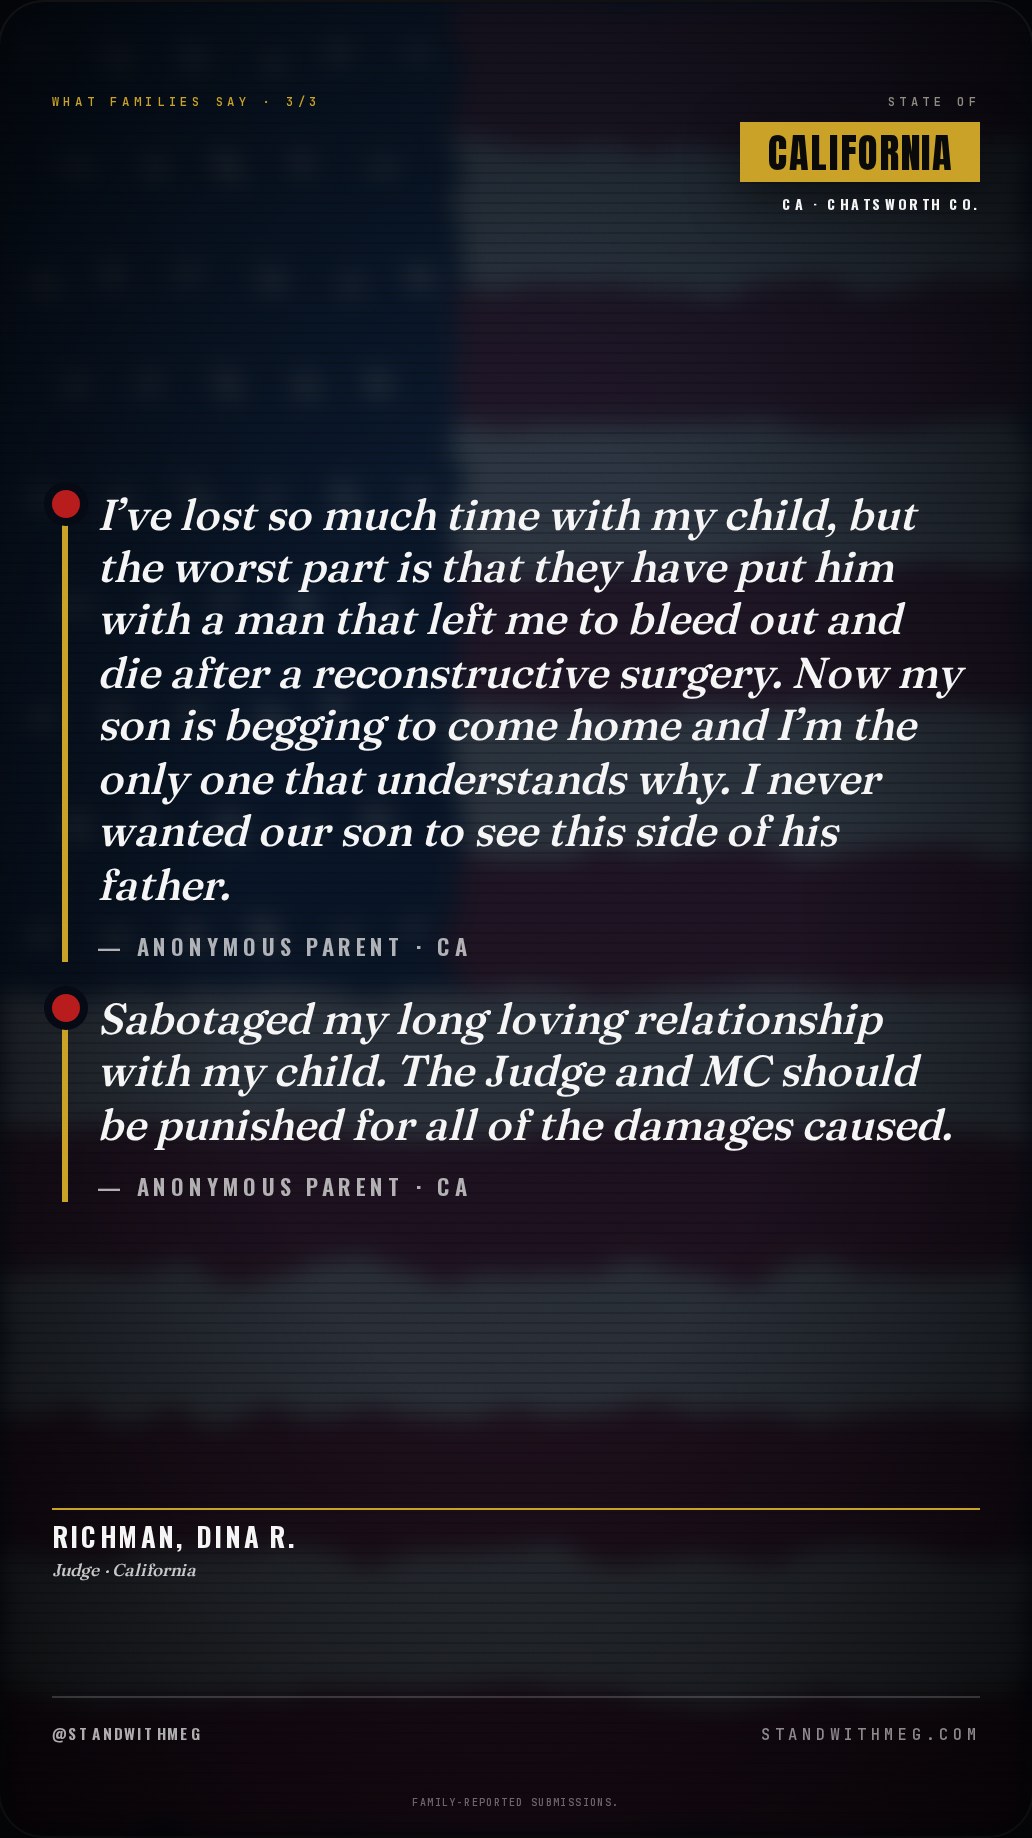 WHAT FAMILIES SAY · 3/3
STATE OF
CALIFORNIA
CA · CHATSWORTH CO.
I’ve lost so much time with my child, but
the worst part is that they have put him
with a man that left me to bleed out and
die after a reconstructive surgery. Now my
son is begging to come home and I’m the
only one that understands why. I never
wanted our son to see this side of his
father.
— ANONYMOUS PARENT · CA
Sabotaged my long loving relationship
with my child. The Judge and MC should
be punished for all of the damages caused.
— ANONYMOUS PARENT · CA
RICHMAN, DINA R.
Judge · California
@STANDWITHMEG
STANDWITHMEG.COM
FAMILY-REPORTED SUBMISSIONS.